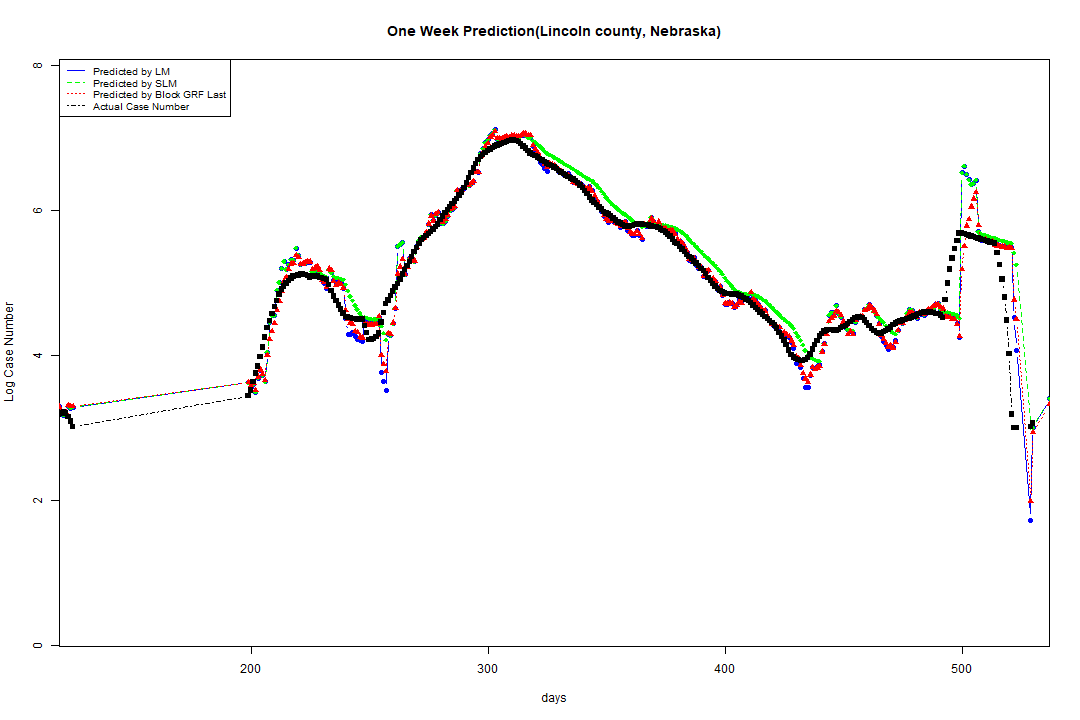 One Week Prediction(Lincoln county, Nebraska)
Predicted by LM
Predicted by SLM
Predicted by Block GRF Last
Actual Case Number
8
6
4
2
0
Log Case Number
200
300
400
500
days